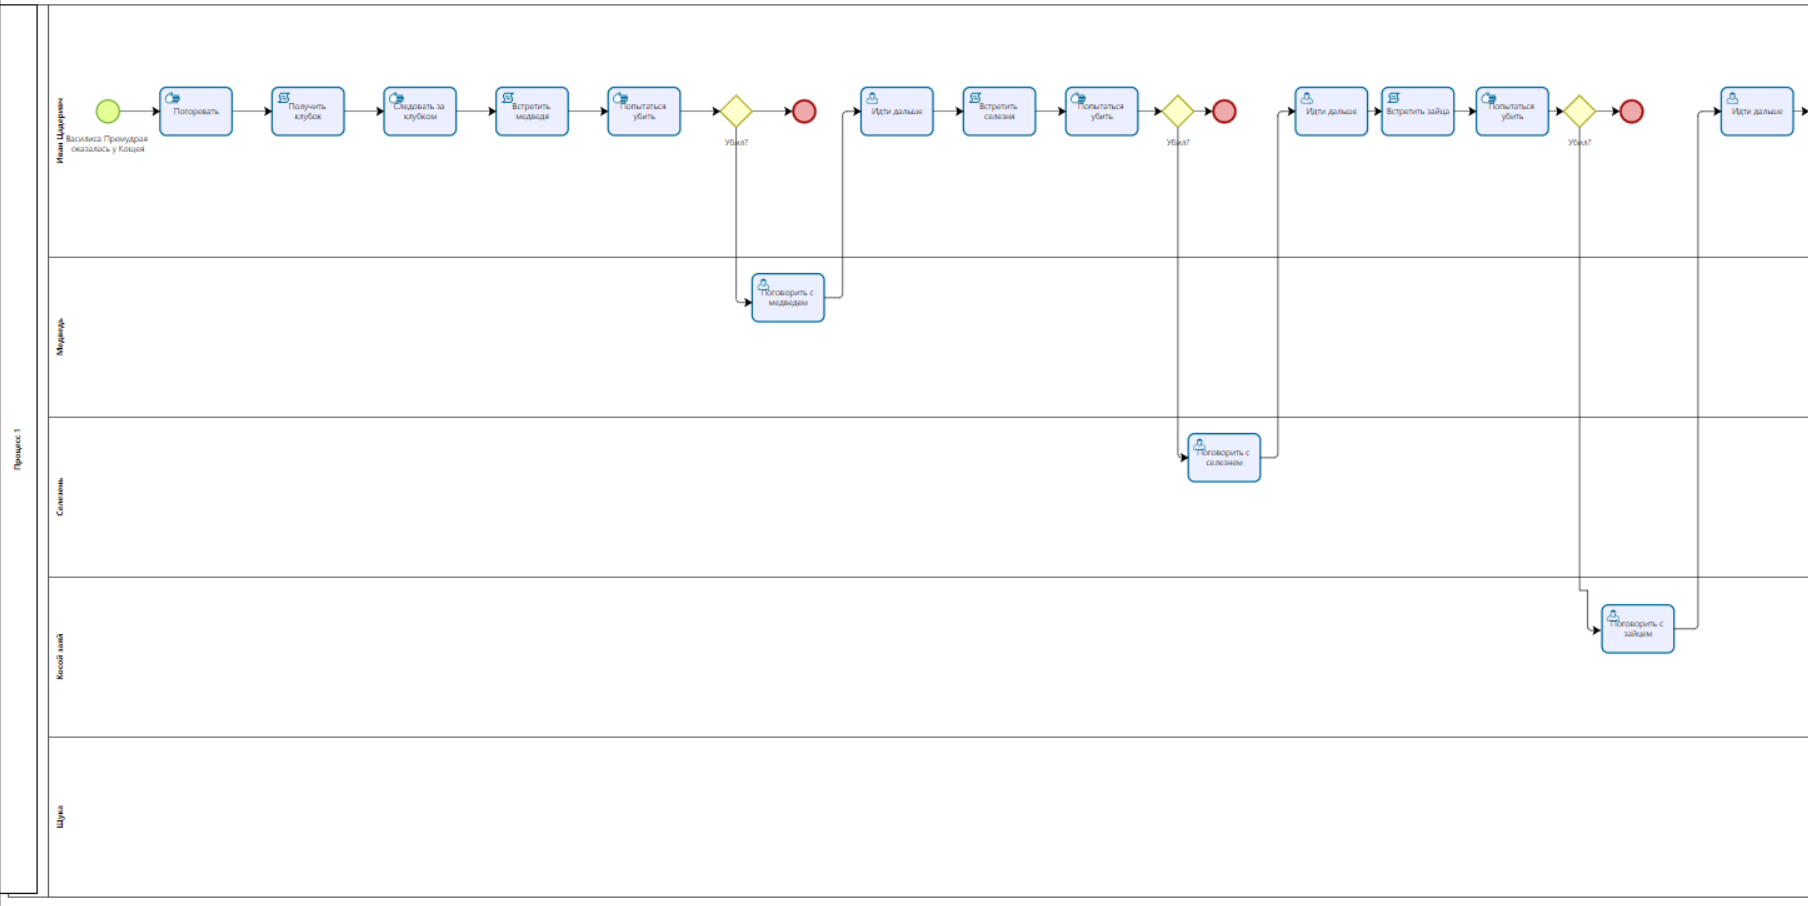 Процесс 1
Иван Царевич
Василиса Премудрая
оказалась у Кощея
Погоревать
Получить
клубок
Следовать за
клубком
Встретить
медведя
Попытаться
убить
Убил?
Идти дальше
Встретить
селезня
Попытаться
убить
Убил?
Идти дальше
Встретить зайца
Попытаться
убить
Убил?
Идти дальше
Медведь
Поговорить с
медведем
Селезень
Поговорить с
селезнем
Косой
Поговорить с
зайцем
Щука